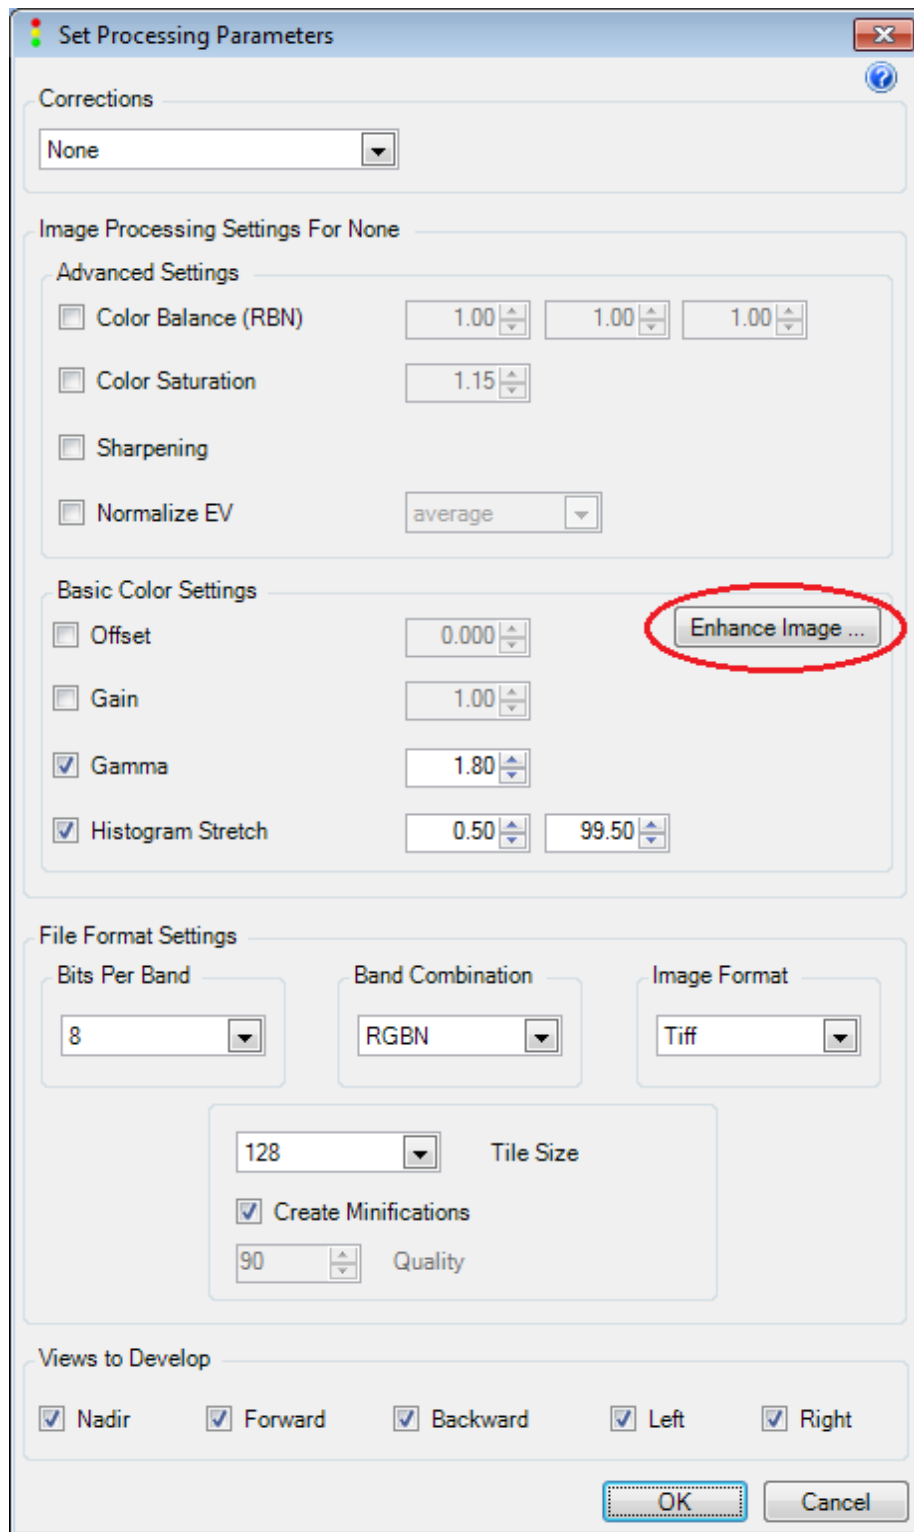 Set Processing Parameters
Corrections
None
Image Processing Settings For None
Advanced Settings
Color Balance (RBN) 1.00 1.00 1.00
Color Saturation 1.15
Sharpening
Normalize EV average
Basic Color Settings
Enhance Image ...
Offset 0.000
Gain 1.00
Gamma 1.80
Histogram Stretch 0.50 99.50
File Format Settings
Bits Per Band Band Combination Image Format
8 RGBN Tiff
128 Tile Size
Create Minifications
90 Quality
Views to Develop
Nadir Forward Backward Left Right
OK Cancel